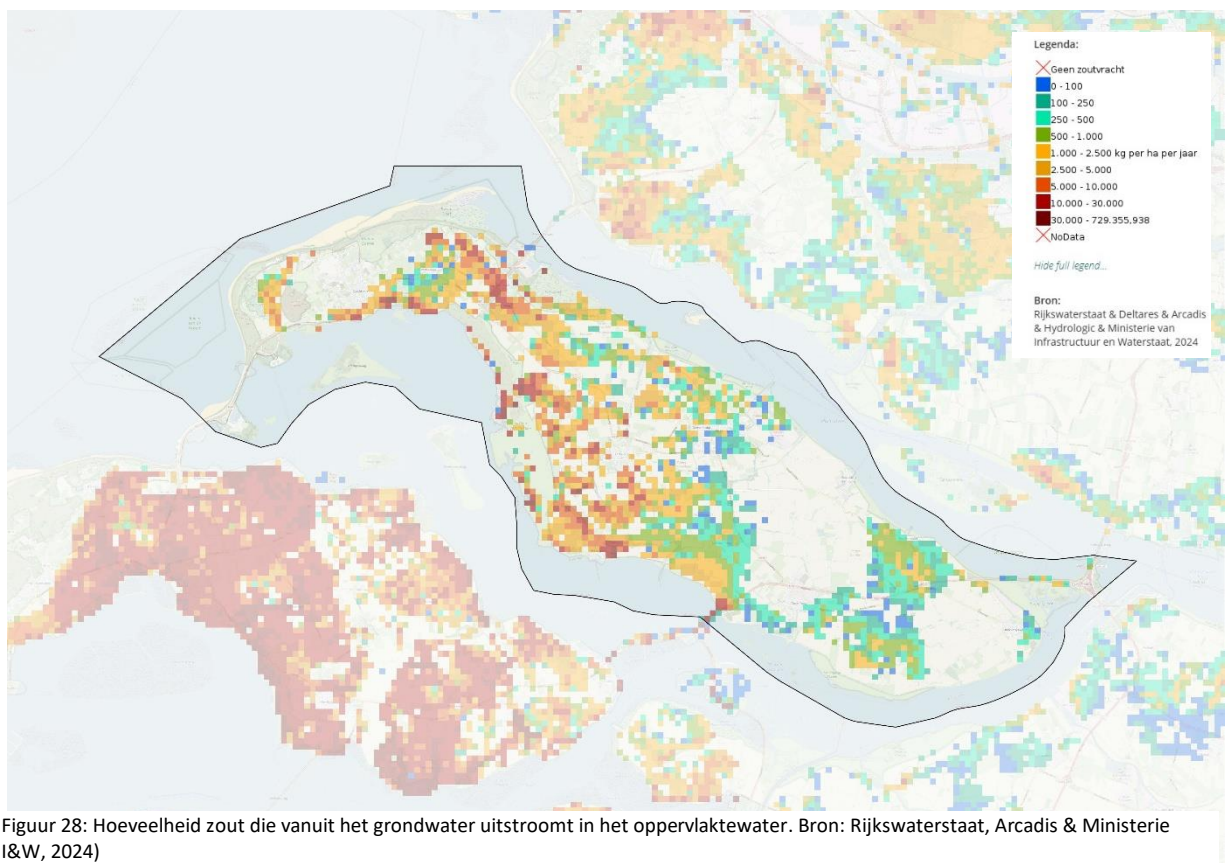 Legenda:
Geen zoutvracht
0 - 100
100 - 250
250 - 500
500 - 1.000
1.000 - 2.500 kg per ha per jaar
2.500 - 5.000
5.000 - 10.000
10.000 - 30.000
30.000 - 729.355,938
NoData
Hide full legend...
Bron:
Rijkswaterstaat & Deltares & Arcadis
& Hydrologic & Ministerie van
Infrastructuur en Waterstaat, 2024
Figuur 28: Hoeveelheid zout die vanuit het grondwater uitstroomt in het oppervlaktewater. Bron: Rijkswaterstaat, Arcadis & Ministerie
I&W, 2024)